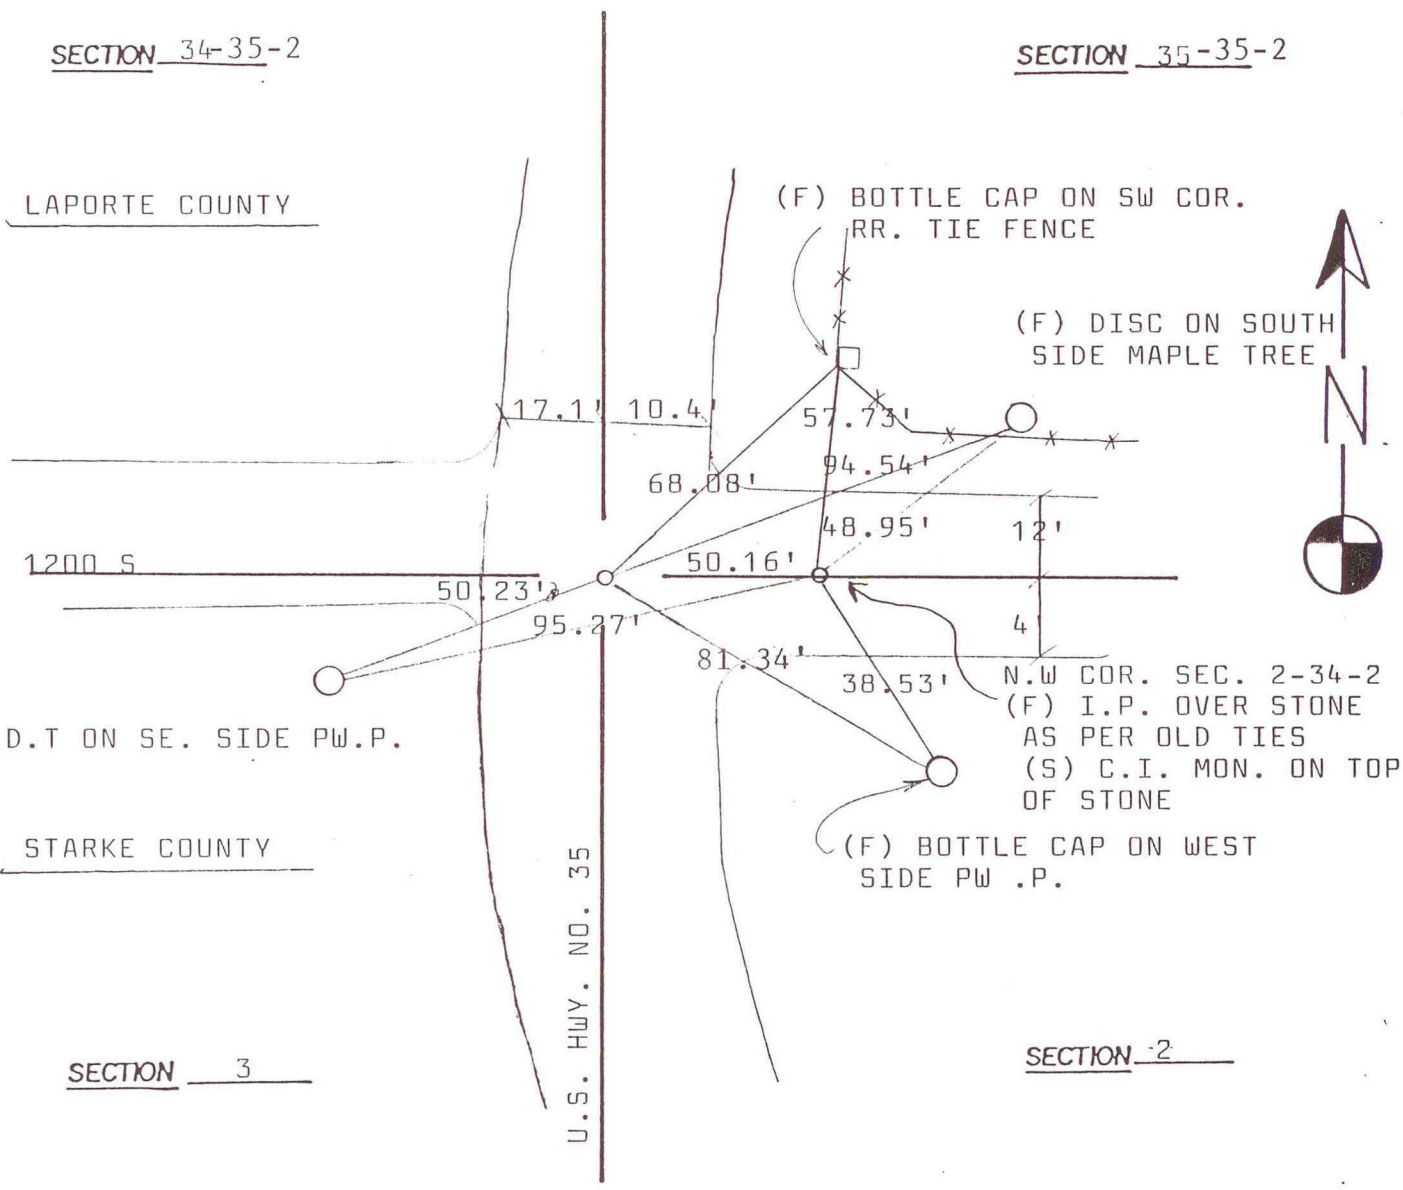 SECTION 34-35-2
SECTION 35-35-2
LAPORTE COUNTY
(F) BOTTLE CAP ON SW COR.
RR. TIE FENCE
(F) DISC ON SOUTH
SIDE MAPLE TREE
N
17.1' 10.4'
57.73'
94.54'
68.08'
48.95'
12'
1200 S
50.16'
50.23'
95.27'
4'
81.34'
38.53'
N.W COR. SEC. 2-34-2
(F) I.P. OVER STONE
AS PER OLD TIES
(S) C.I. MON. ON TOP
OF STONE
D.T ON SE. SIDE PW.P.
STARKE COUNTY
(F) BOTTLE CAP ON WEST
SIDE PW .P.
U.S. HWY. NO. 35
SECTION 3
SECTION 2